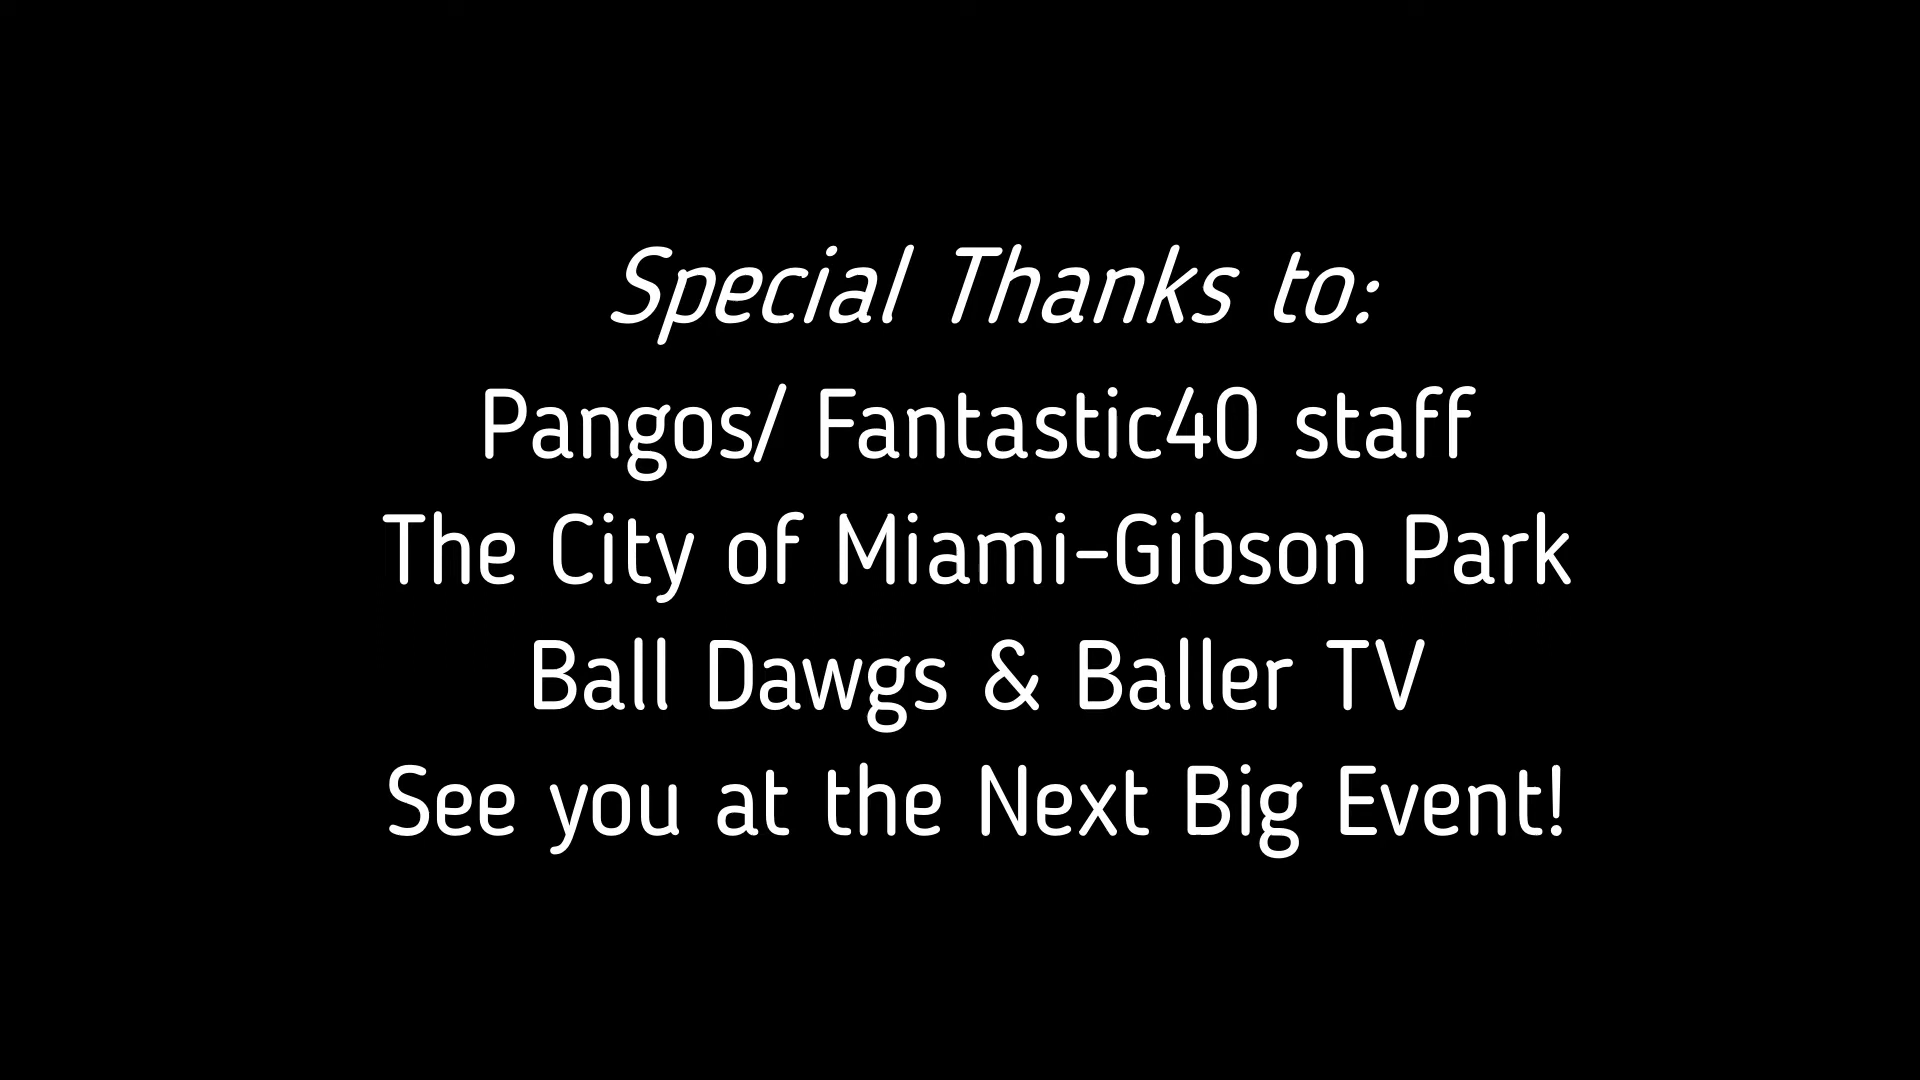 Special Thanks to:
Pangos/ Fantastic40 staff
The City of Miami-Gibson Park
Ball Dawgs & Baller TV
See you at the Next Big Event!